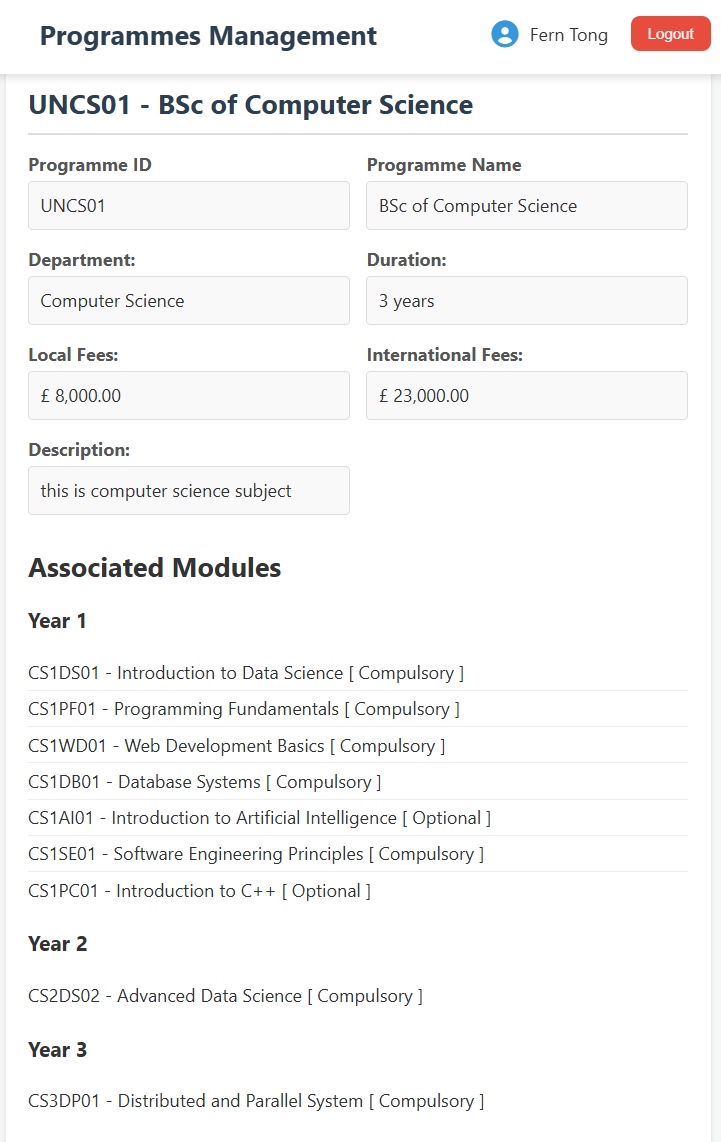 Programmes Management
Fern Tong
Logout
UNCS01 - BSc of Computer Science
Programme ID
Programme Name
UNCS01
BSc of Computer Science
Department:
Duration:
Computer Science
3 years
Local Fees:
International Fees:
£ 8,000.00
£ 23,000.00
Description:
this is computer science subject
Associated Modules
Year 1
CS1DS01 - Introduction to Data Science [ Compulsory ]
CS1PF01 - Programming Fundamentals [ Compulsory ]
CS1WD01 - Web Development Basics [ Compulsory ]
CS1DB01 - Database Systems [ Compulsory ]
CS1AI01 - Introduction to Artificial Intelligence [ Optional ]
CS1SE01 - Software Engineering Principles [ Compulsory ]
CS1PC01 - Introduction to C++ [ Optional ]
Year 2
CS2DS02 - Advanced Data Science [ Compulsory ]
Year 3
CS3DP01 - Distributed and Parallel System [ Compulsory ]